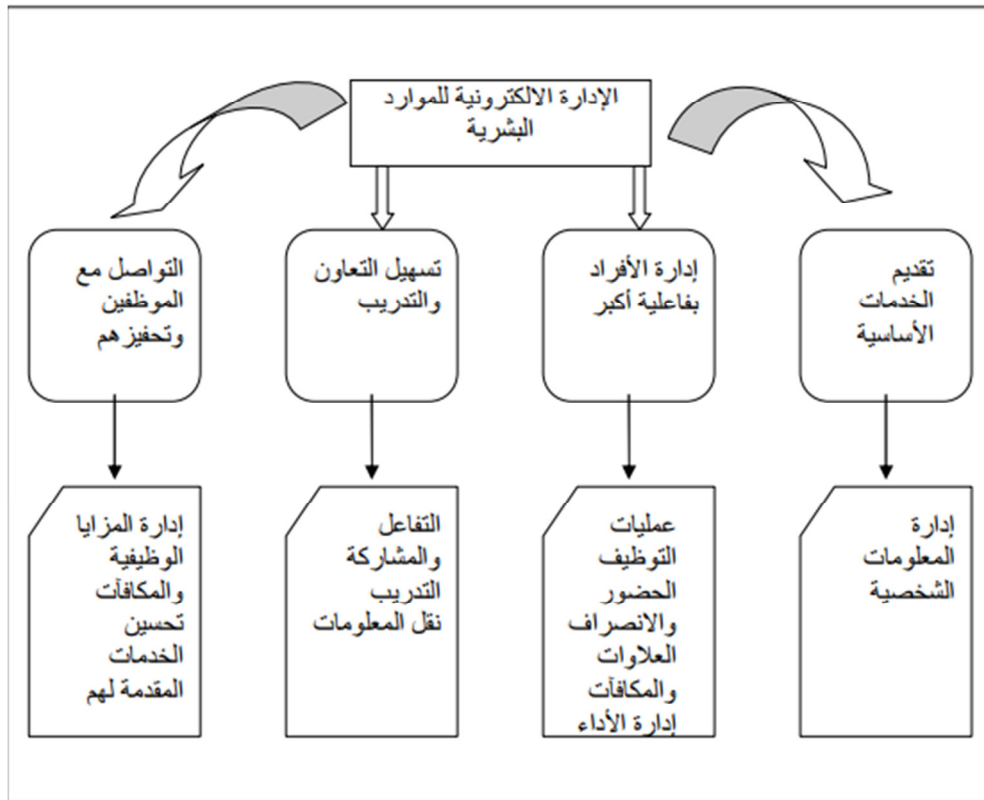 الإدارة الالكترونية للموارد
البشرية
تقديم
الخدمات
الأساسية
إدارة الأفراد
بفاعلية أكبر
تسهيل التعاون
والتدريب
التواصل مع
الموظفين
وتحفيزهم
إدارة
المعلومات
الشخصية
عمليات
التوظيف
الحضور
والانصراف
العلاوات
والمكافآت
إدارة الأداء
التفاعل
والمشاركة
التدريب
نقل المعلومات
إدارة المزايا
الوظيفية
والمكافآت
تحسين
الخدمات
المقدمة لهم